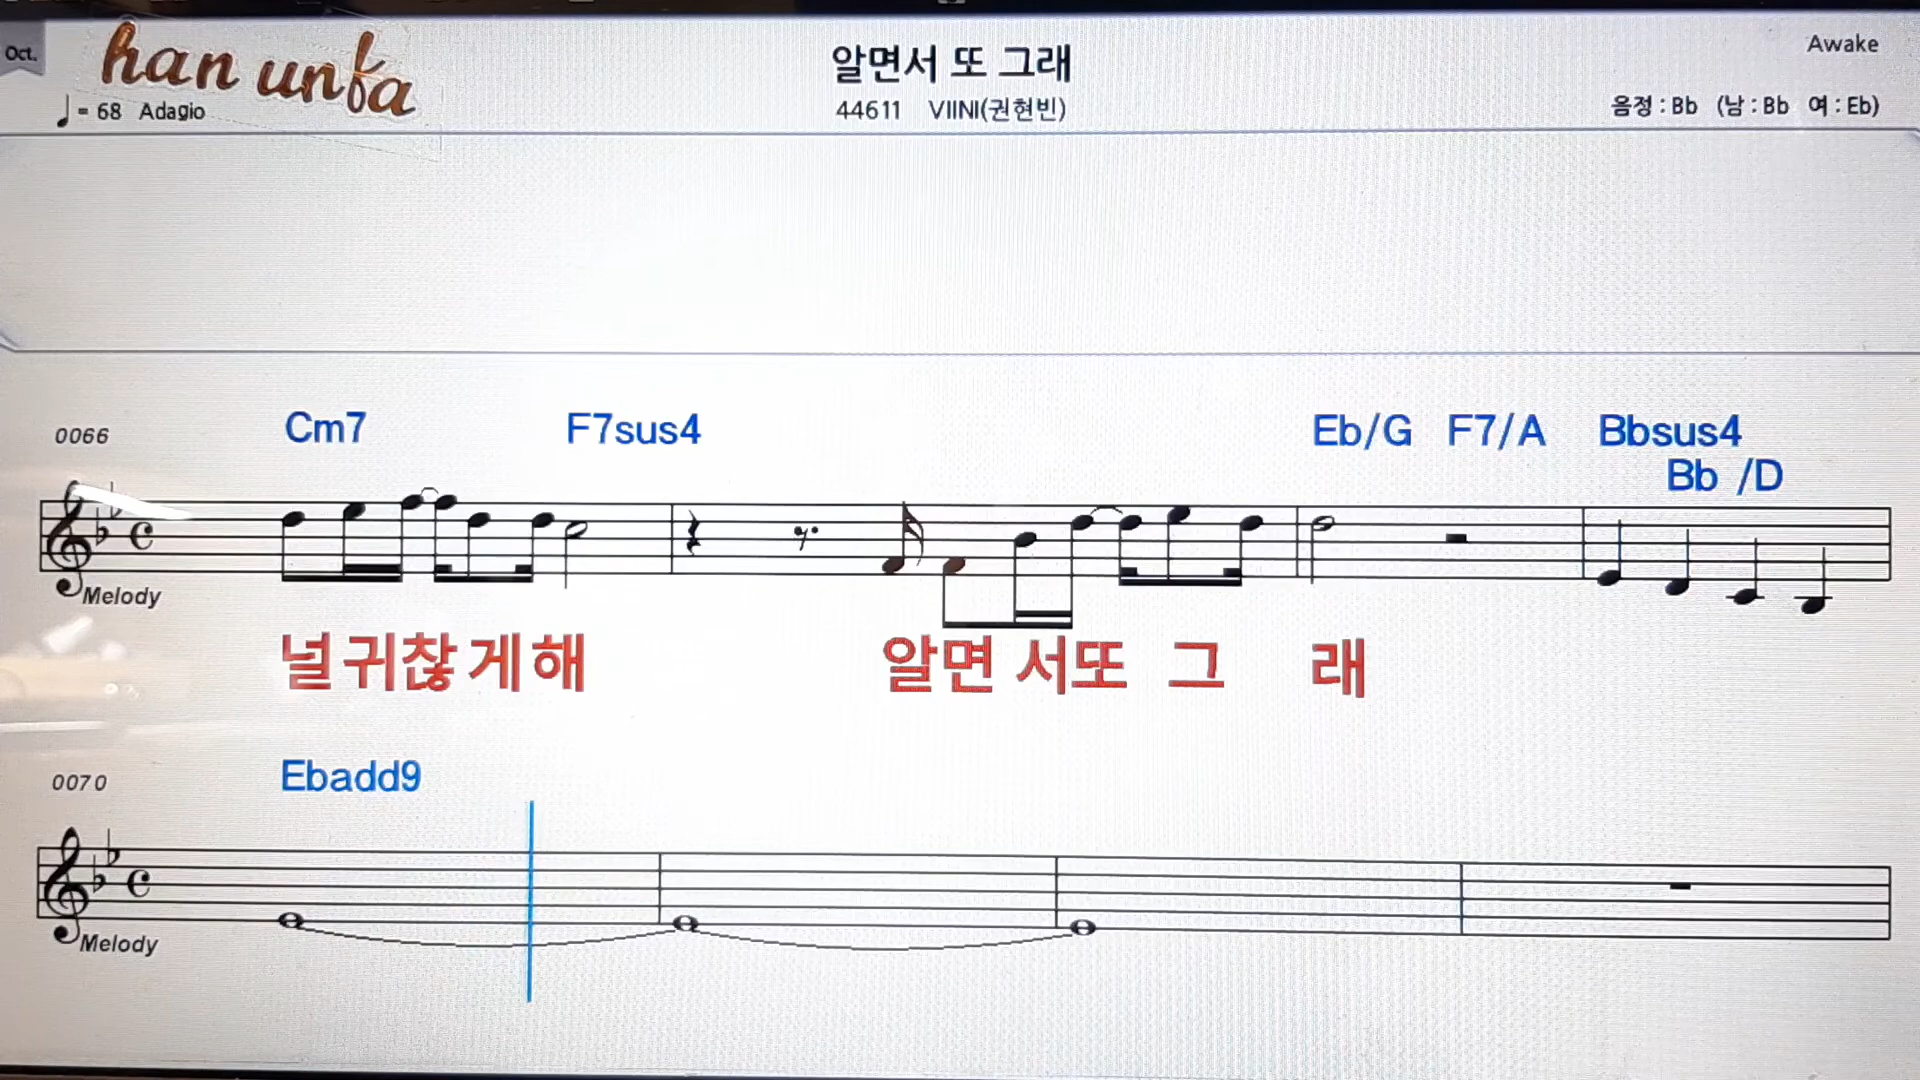 Oct.
han unfa
알면서 또 그래
Awake
♩= 68 Adagio
44611 VIINI(권현빈)
음정 : Bb (남 : Bb 여 : Eb)
0066
Cm7 F7sus4 Eb/G F7/A Bbsus4
Bb /D
Melody
널 귀찮게 해 알면 서또 그 래
0070
Ebadd9
Melody